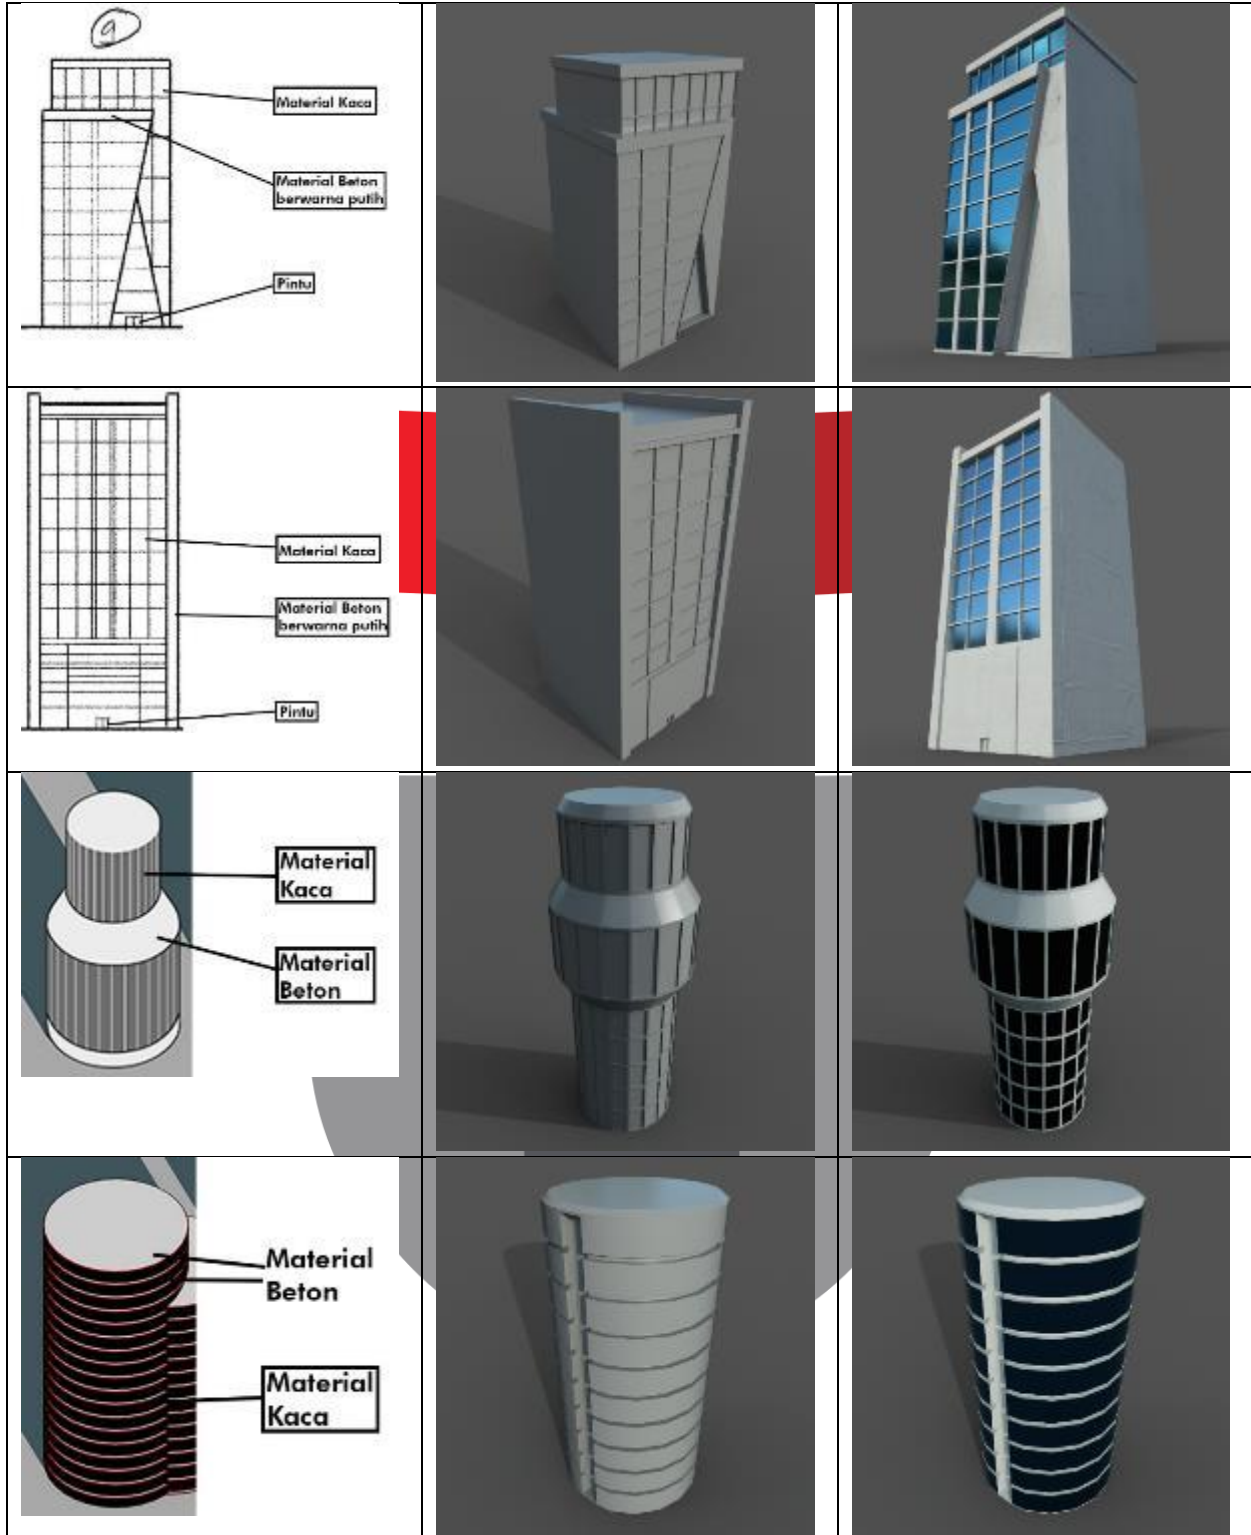 9
Material Kaca
Material Beton
berwarna putih
Pintu
Material Kaca
Material Beton
berwarna putih
Pintu
Material
Kaca
Material
Beton
Material
Beton
Material
Kaca